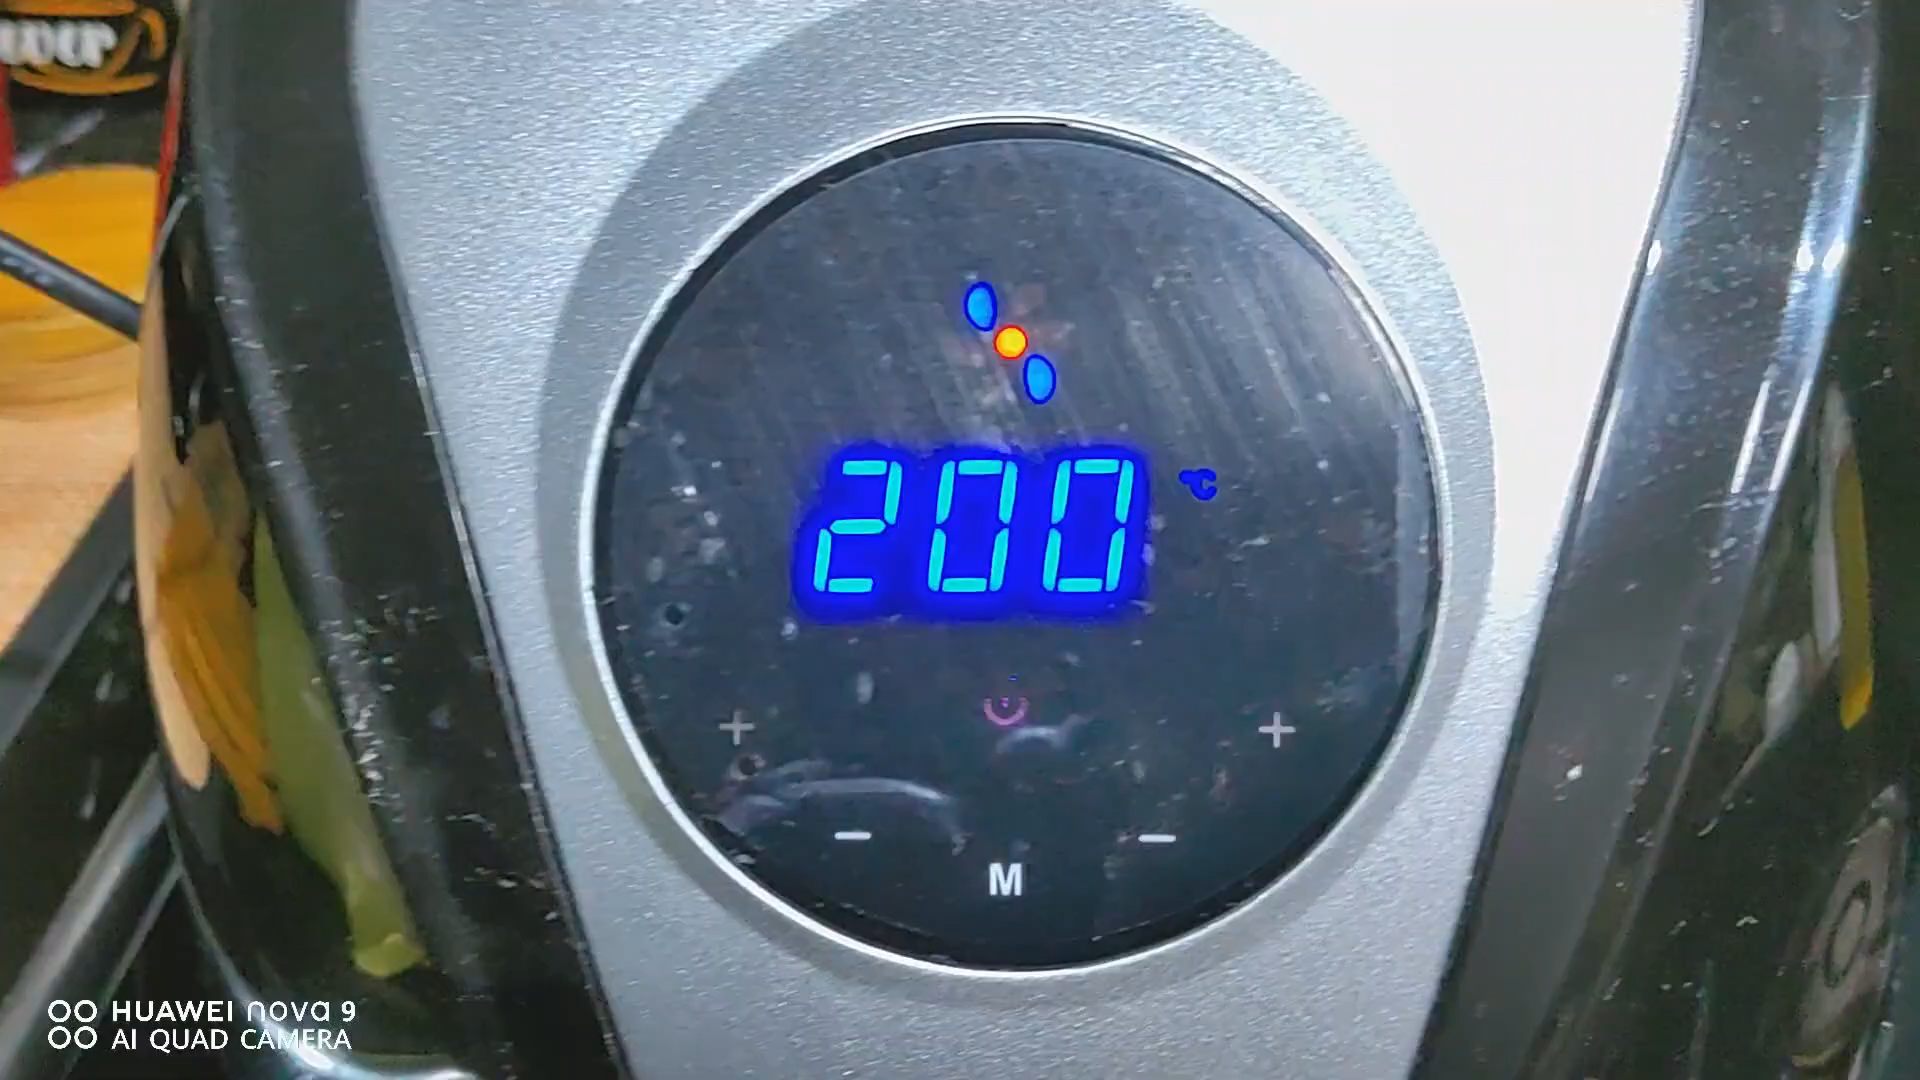 200 °C
+ +
- -
M
HUAWEI nova 9
AI QUAD CAMERA